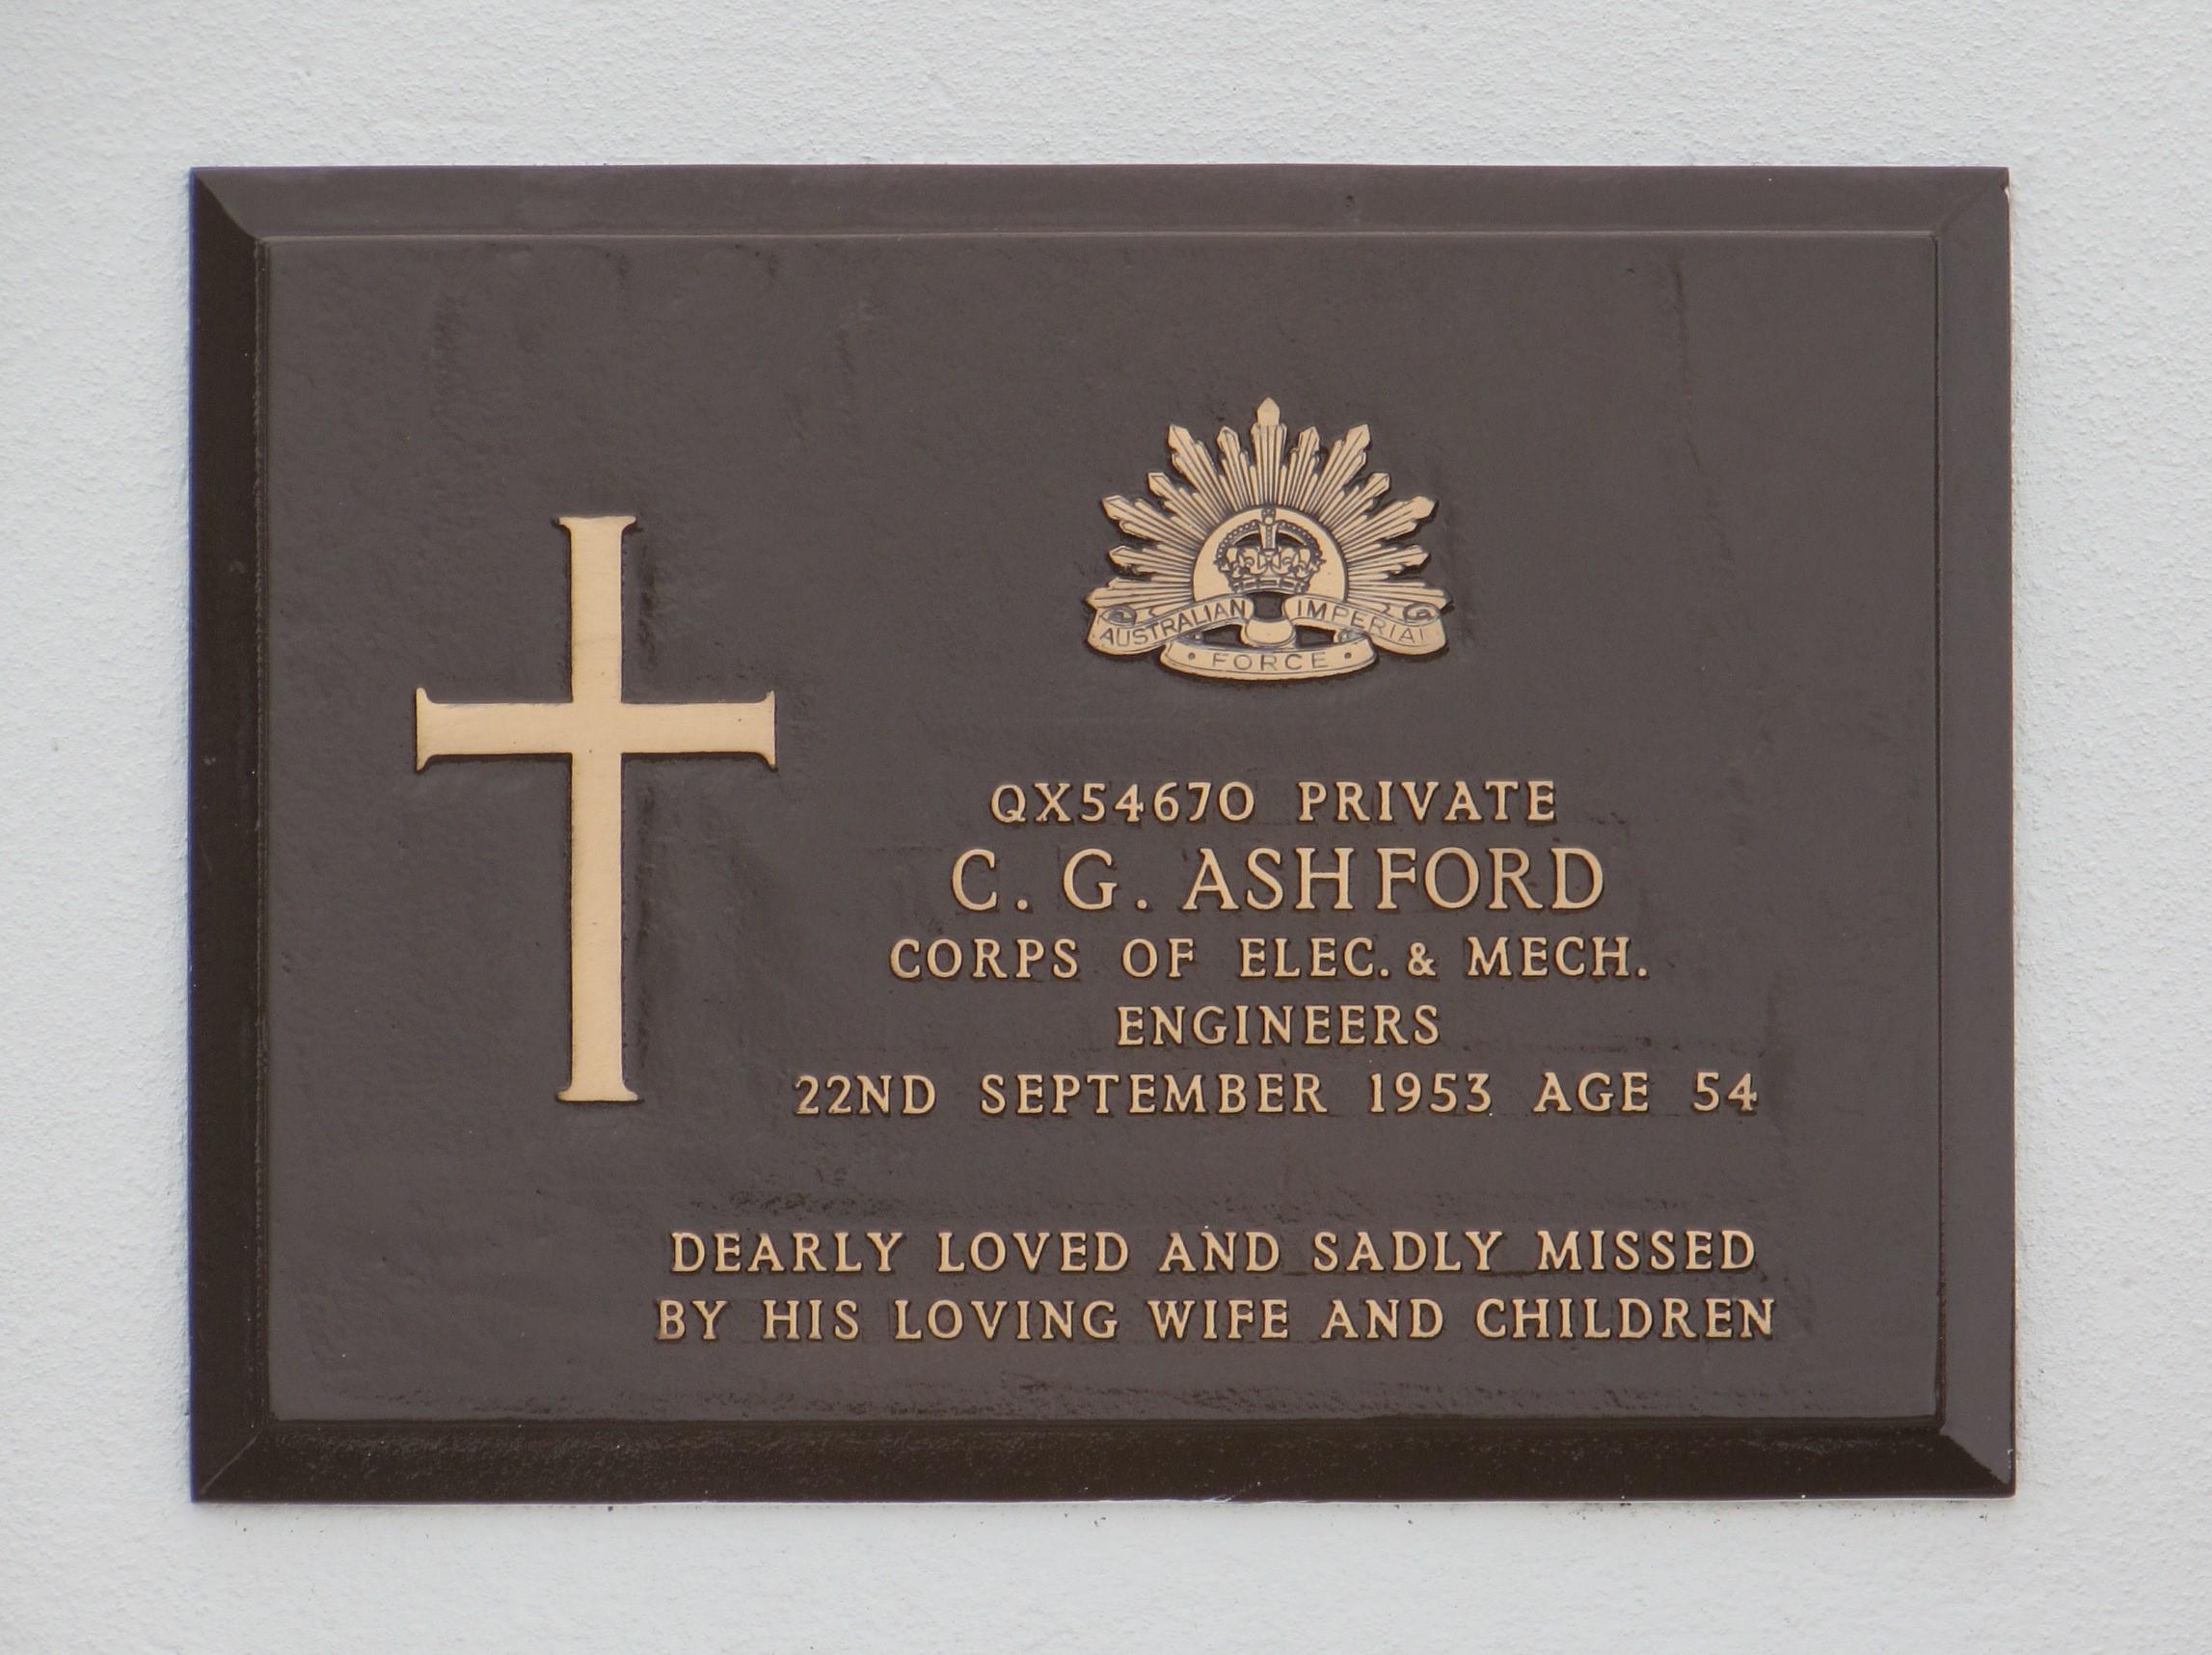 AUSTRALIAN IMPERIAL
FORCE
QX54670 PRIVATE
C. G. ASHFORD
CORPS OF ELEC. & MECH.
ENGINEERS
22ND SEPTEMBER 1953 AGE 54
DEARLY LOVED AND SADLY MISSED
BY HIS LOVING WIFE AND CHILDREN